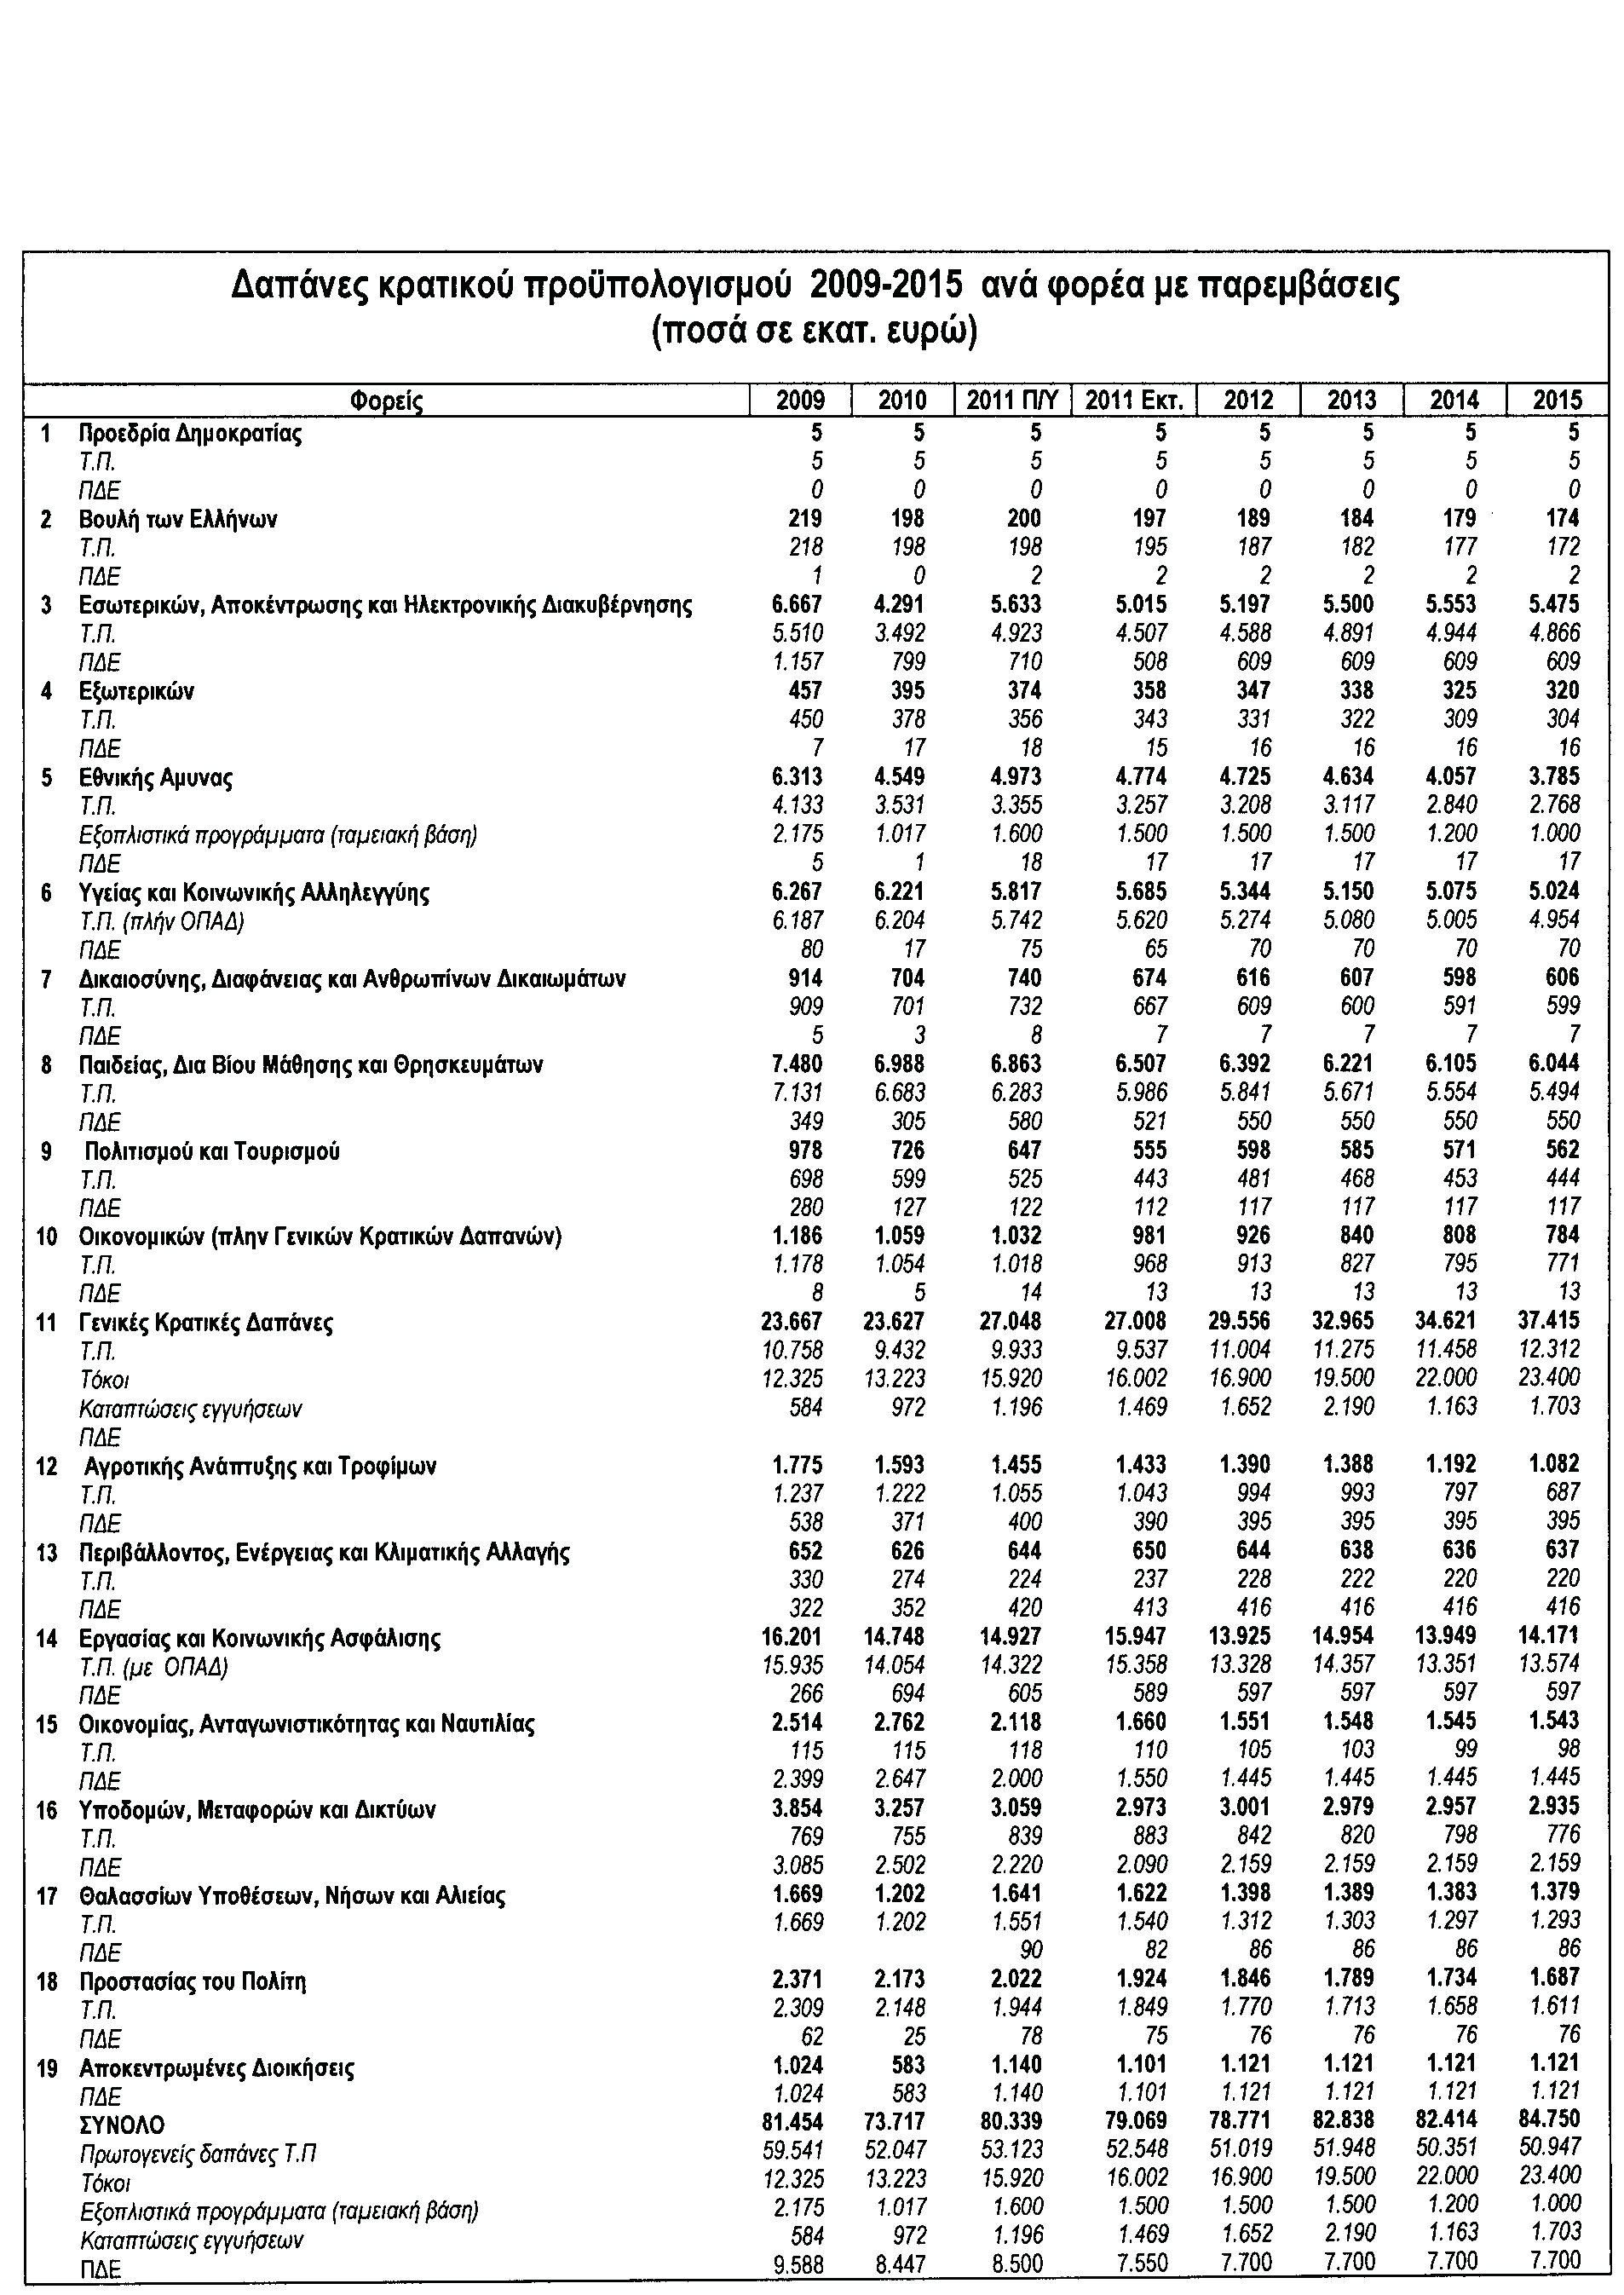 Δαπάνες κρατικού προϋπολογισμού 2009-2015 ανά φορέα με παρεμβάσεις
(ποσά σε εκατ. ευρώ)
Φορείς 2009 2010 2011 Π/Υ 2011 Εκτ. 2012 2013 2014 2015
1 Προεδρία Δημοκρατίας 5 5 5 5 5 5 5 5
Τ.Π. 5 5 5 5 5 5 5 5
ΠΔΕ 0 0 0 0 0 0 0 0
2 Βουλή των Ελλήνων 219 198 200 197 189 184 179 174
Τ.Π. 218 198 198 195 187 182 177 172
ΠΔΕ 1 0 2 2 2 2 2 2
3 Εσωτερικών, Αποκέντρωσης και Ηλεκτρονικής Διακυβέρνησης 6.667 4.291 5.633 5.015 5.197 5.500 5.553 5.475
Τ.Π. 5.510 3.492 4.923 4.507 4.588 4.891 4.944 4.866
ΠΔΕ 1.157 799 710 508 609 609 609 609
4 Εξωτερικών 457 395 374 358 347 338 325 320
Τ.Π. 450 378 356 343 331 322 309 304
ΠΔΕ 7 17 18 15 16 16 16 16
5 Εθνικής Αμυνας 6.313 4.549 4.973 4.774 4.725 4.634 4.057 3.785
Τ.Π. 4.133 3.531 3.355 3.257 3.208 3.117 2.840 2.768
Εξοπλιστικά προγράμματα (ταμειακή βάση) 2.175 1.017 1.600 1.500 1.500 1.500 1.200 1.000
ΠΔΕ 5 1 18 17 17 17 17 17
6 Υγείας και Κοινωνικής Αλληλεγγύης 6.267 6.221 5.817 5.685 5.344 5.150 5.075 5.024
Τ.Π. (πλήν ΟΠΑΔ) 6.187 6.204 5.742 5.620 5.274 5.080 5.005 4.954
ΠΔΕ 80 17 75 65 70 70 70 70
7 Δικαιοσύνης, Διαφάνειας και Ανθρωπίνων Δικαιωμάτων 914 704 740 674 616 607 598 606
Τ.Π. 909 701 732 667 609 600 591 599
ΠΔΕ 5 3 8 7 7 7 7 7
8 Παιδείας, Δια Βίου Μάθησης και Θρησκευμάτων 7.480 6.988 6.863 6.507 6.392 6.221 6.105 6.044
Τ.Π. 7.131 6.683 6.283 5.986 5.841 5.671 5.554 5.494
ΠΔΕ 349 305 580 521 550 550 550 550
9 Πολιτισμού και Τουρισμού 978 726 647 555 598 585 571 562
Τ.Π. 698 599 525 443 481 468 453 444
ΠΔΕ 280 127 122 112 117 117 117 117
10 Οικονομικών (πλην Γενικών Κρατικών Δαπανών) 1.186 1.059 1.032 981 926 840 808 784
Τ.Π. 1.178 1.054 1.018 968 913 827 795 771
ΠΔΕ 8 5 14 13 13 13 13 13
11 Γενικές Κρατικές Δαπάνες 23.667 23.627 27.048 27.008 29.556 32.965 34.621 37.415
Τ.Π. 10.758 9.432 9.933 9.537 11.004 11.275 11.458 12.312
Τόκοι 12.325 13.223 15.920 16.002 16.900 19.500 22.000 23.400
Καταπτώσεις εγγυήσεων 584 972 1.196 1.469 1.652 2.190 1.163 1.703
ΠΔΕ
12 Αγροτικής Ανάπτυξης και Τροφίμων 1.775 1.593 1.455 1.433 1.390 1.388 1.192 1.082
Τ.Π. 1.237 1.222 1.055 1.043 994 993 797 687
ΠΔΕ 538 371 400 390 395 395 395 395
13 Περιβάλλοντος, Ενέργειας και Κλιματικής Αλλαγής 652 626 644 650 644 638 636 637
Τ.Π. 330 274 224 237 228 222 220 220
ΠΔΕ 322 352 420 413 416 416 416 416
14 Εργασίας και Κοινωνικής Ασφάλισης 16.201 14.748 14.927 15.947 13.925 14.954 13.949 14.171
Τ.Π. (με ΟΠΑΔ) 15.935 14.054 14.322 15.358 13.328 14.357 13.351 13.574
ΠΔΕ 266 694 605 589 597 597 597 597
15 Οικονομίας, Ανταγωνιστικότητας και Ναυτιλίας 2.514 2.762 2.118 1.660 1.551 1.548 1.545 1.543
Τ.Π. 115 115 118 110 105 103 99 98
ΠΔΕ 2.399 2.647 2.000 1.550 1.445 1.445 1.445 1.445
16 Υποδομών, Μεταφορών και Δικτύων 3.854 3.257 3.059 2.973 3.001 2.979 2.957 2.935
Τ.Π. 769 755 839 883 842 820 798 776
ΠΔΕ 3.085 2.502 2.220 2.090 2.159 2.159 2.159 2.159
17 Θαλασσίων Υποθέσεων, Νήσων και Αλιείας 1.669 1.202 1.641 1.622 1.398 1.389 1.383 1.379
Τ.Π. 1.669 1.202 1.551 1.540 1.312 1.303 1.297 1.293
ΠΔΕ 90 82 86 86 86 86
18 Προστασίας του Πολίτη 2.371 2.173 2.022 1.924 1.846 1.789 1.734 1.687
Τ.Π. 2.309 2.148 1.944 1.849 1.770 1.713 1.658 1.611
ΠΔΕ 62 25 78 75 76 76 76 76
19 Αποκεντρωμένες Διοικήσεις 1.024 583 1.140 1.101 1.121 1.121 1.121 1.121
ΠΔΕ 1.024 583 1.140 1.101 1.121 1.121 1.121 1.121
ΣΥΝΟΛΟ 81.454 73.717 80.339 79.069 78.771 82.838 82.414 84.750
Πρωτογενείς δαπάνες Τ.Π 59.541 52.047 53.123 52.548 51.019 51.948 50.351 50.947
Τόκοι 12.325 13.223 15.920 16.002 16.900 19.500 22.000 23.400
Εξοπλιστικά προγράμματα (ταμειακή βάση) 2.175 1.017 1.600 1.500 1.500 1.500 1.200 1.000
Καταπτώσεις εγγυήσεων 584 972 1.196 1.469 1.652 2.190 1.163 1.703
ΠΔΕ 9.588 8.447 8.500 7.550 7.700 7.700 7.700 7.700